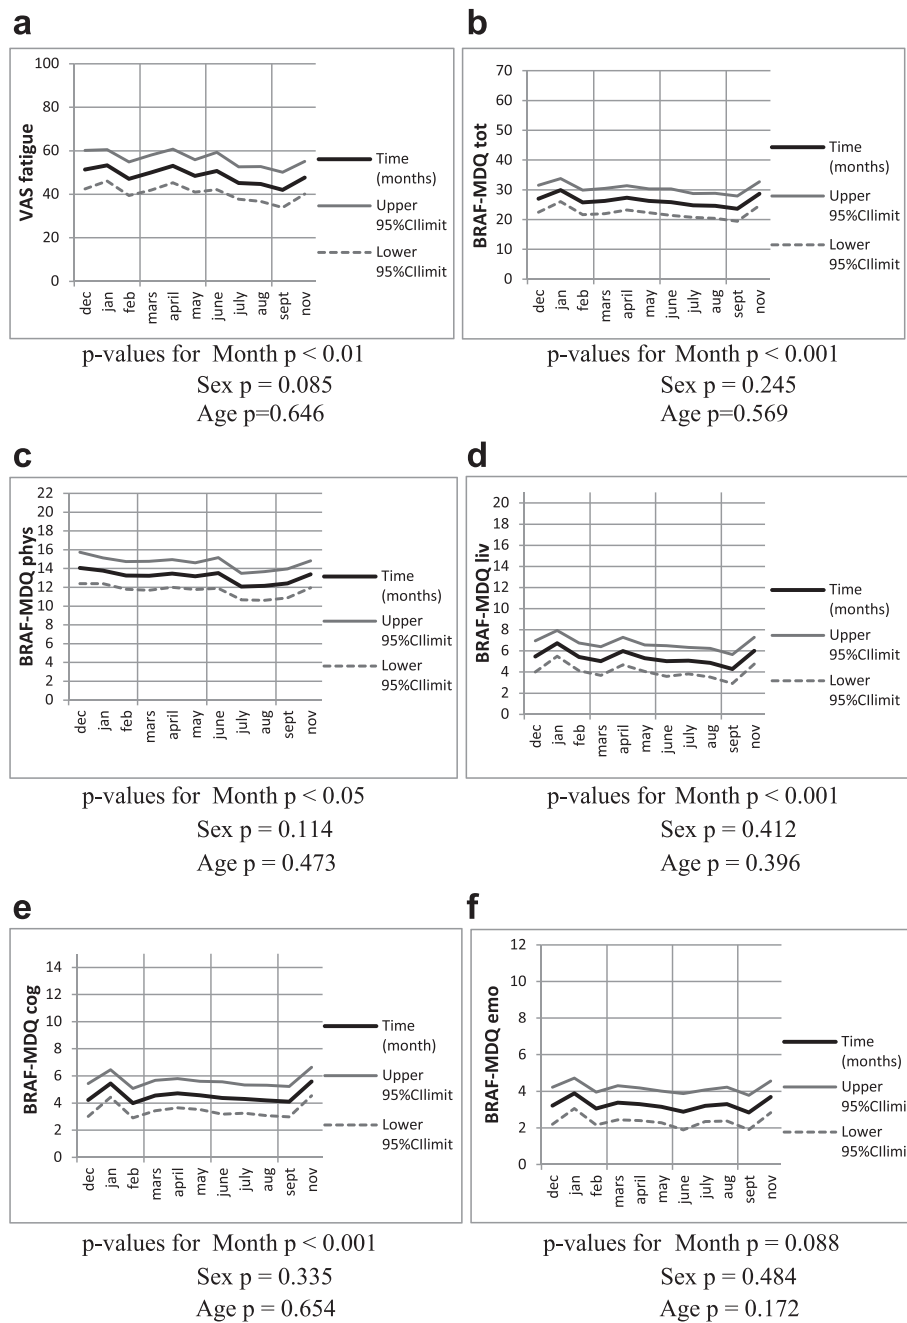 a
100
80
60
40
20
0
VAS fatigue
dec
jan
feb
mars
april
may
june
july
aug
sept
nov
Time
(months)
Upper
95%CIlimit
Lower
95%CIlimit
p-values for Month p < 0.01
Sex p = 0.085
Age p=0.646
b
70
60
50
40
30
20
10
0
BRAF-MDQ tot
dec
jan
feb
mars
april
may
june
july
aug
sept
nov
Time
(months)
Upper
95%CIlimit
Lower
95%CIlimit
p-values for Month p < 0.001
Sex p = 0.245
Age p=0.569
c
22
20
18
16
14
12
10
8
6
4
2
0
BRAF-MDQ phys
dec
jan
feb
mars
april
may
june
july
aug
sept
nov
Time
(months)
Upper
95%CIlimit
Lower
95%CIlimit
p-values for Month p < 0.05
Sex p = 0.114
Age p = 0.473
d
20
18
16
14
12
10
8
6
4
2
0
BRAF-MDQ liv
dec
jan
feb
mars
april
may
june
july
aug
sept
nov
Time
(months)
Upper
95%CIlimit
Lower
95%CIlimit
p-values for Month p < 0.001
Sex p = 0.412
Age p = 0.396
e
14
12
10
8
6
4
2
0
BRAF-MDQ cog
dec
jan
feb
mars
april
may
june
july
aug
sept
nov
Time
(month)
Upper
95%CIlimit
Lower
95%CIlimit
p-values for Month p < 0.001
Sex p = 0.335
Age p = 0.654
f
12
10
8
6
4
2
0
BRAF-MDQ emo
dec
jan
feb
mars
april
may
june
july
aug
sept
nov
Time
(months)
Upper
95%CIlimi
Lower
95%CIlimi
p-values for Month p = 0.088
Sex p = 0.484
Age p = 0.172